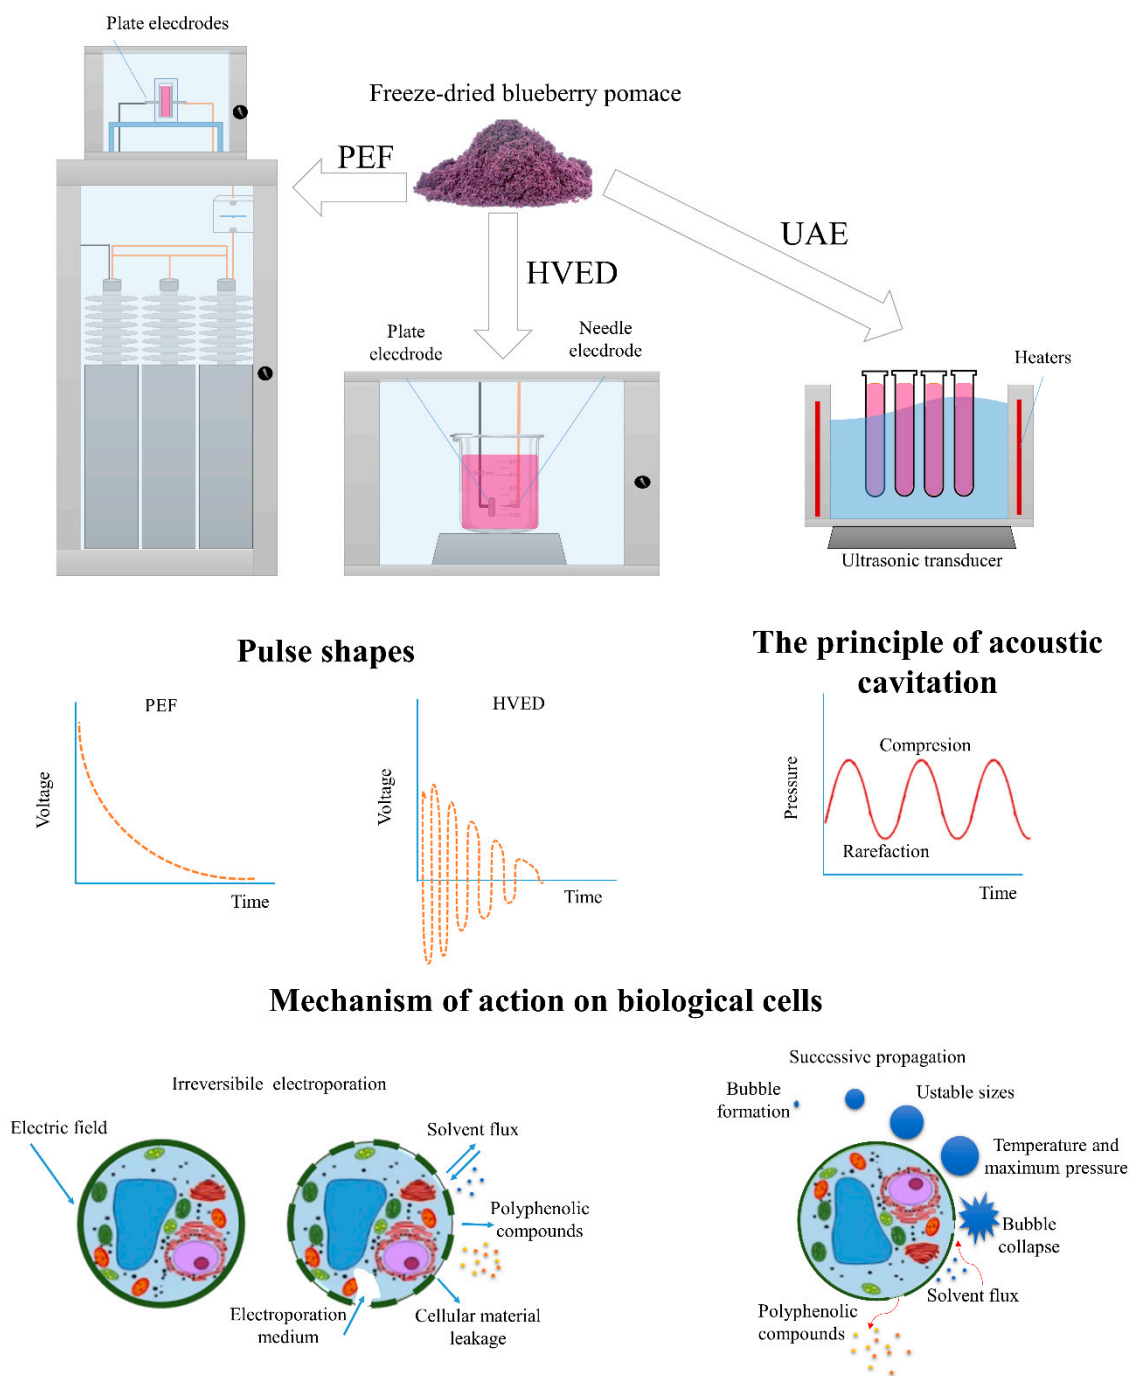 Plate elecdrodes
Freeze-dried blueberry pomace
PEF
HVED
UAE
Plate
elecdrode
Needle
elecdrode
Heaters
Ultrasonic transducer
Pulse shapes
The principle of acoustic
cavitation
PEF
Voltage
Time
HVED
Voltage
Time
Compresion
Pressure
Rarefaction
Time
Mechanism of action on biological cells
Irreversibile electroporation
Electric field
Solvent flux
Polyphenolic
compounds
Electroporation
medium
Cellular material
leakage
Successive propagation
Bubble
formation
Ustable sizes
Temperature and
maximum pressure
Bubble
collapse
Solvent flux
Polyphenolic
compounds